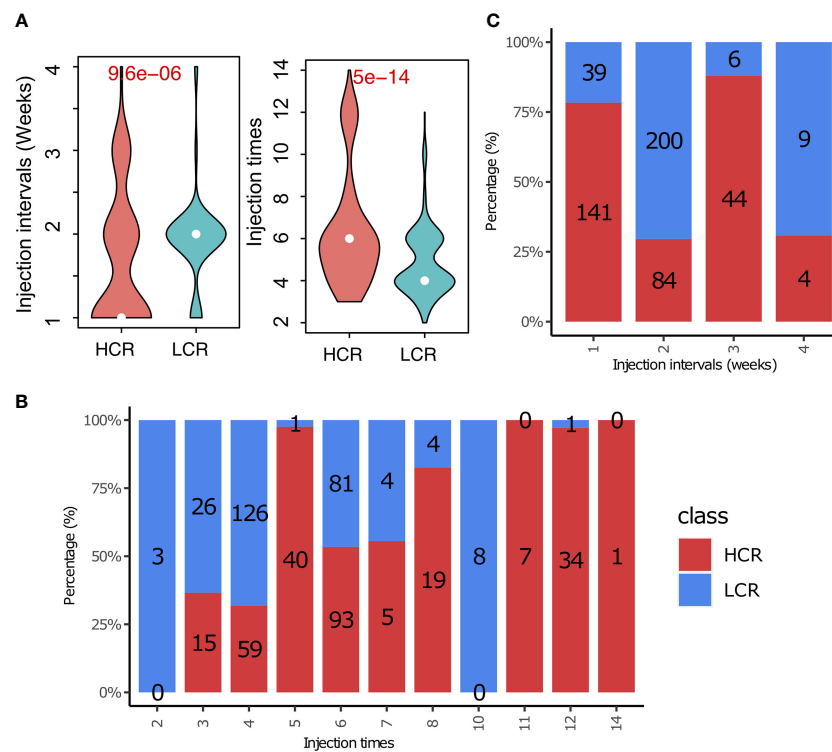 A
Injection intervals (Weeks)
4
3
2
1
9.6e−06
HCR LCR
Injection times
14
12
10
8
6
4
2
5e−14
HCR LCR
C
Percentage (%)
100%
75%
50%
25%
0%
39 200 6 9
141 84 44 4
1 2 3 4
Injection intervals (weeks)
B
Percentage (%)
100%
75%
50%
25%
0%
3 26 126 1 81 4 4 8 0 1 0
0 15 59 40 93 5 19 0 7 34 1
2 3 4 5 6 7 8 10 11 12 14
Injection times
class
HCR
LCR